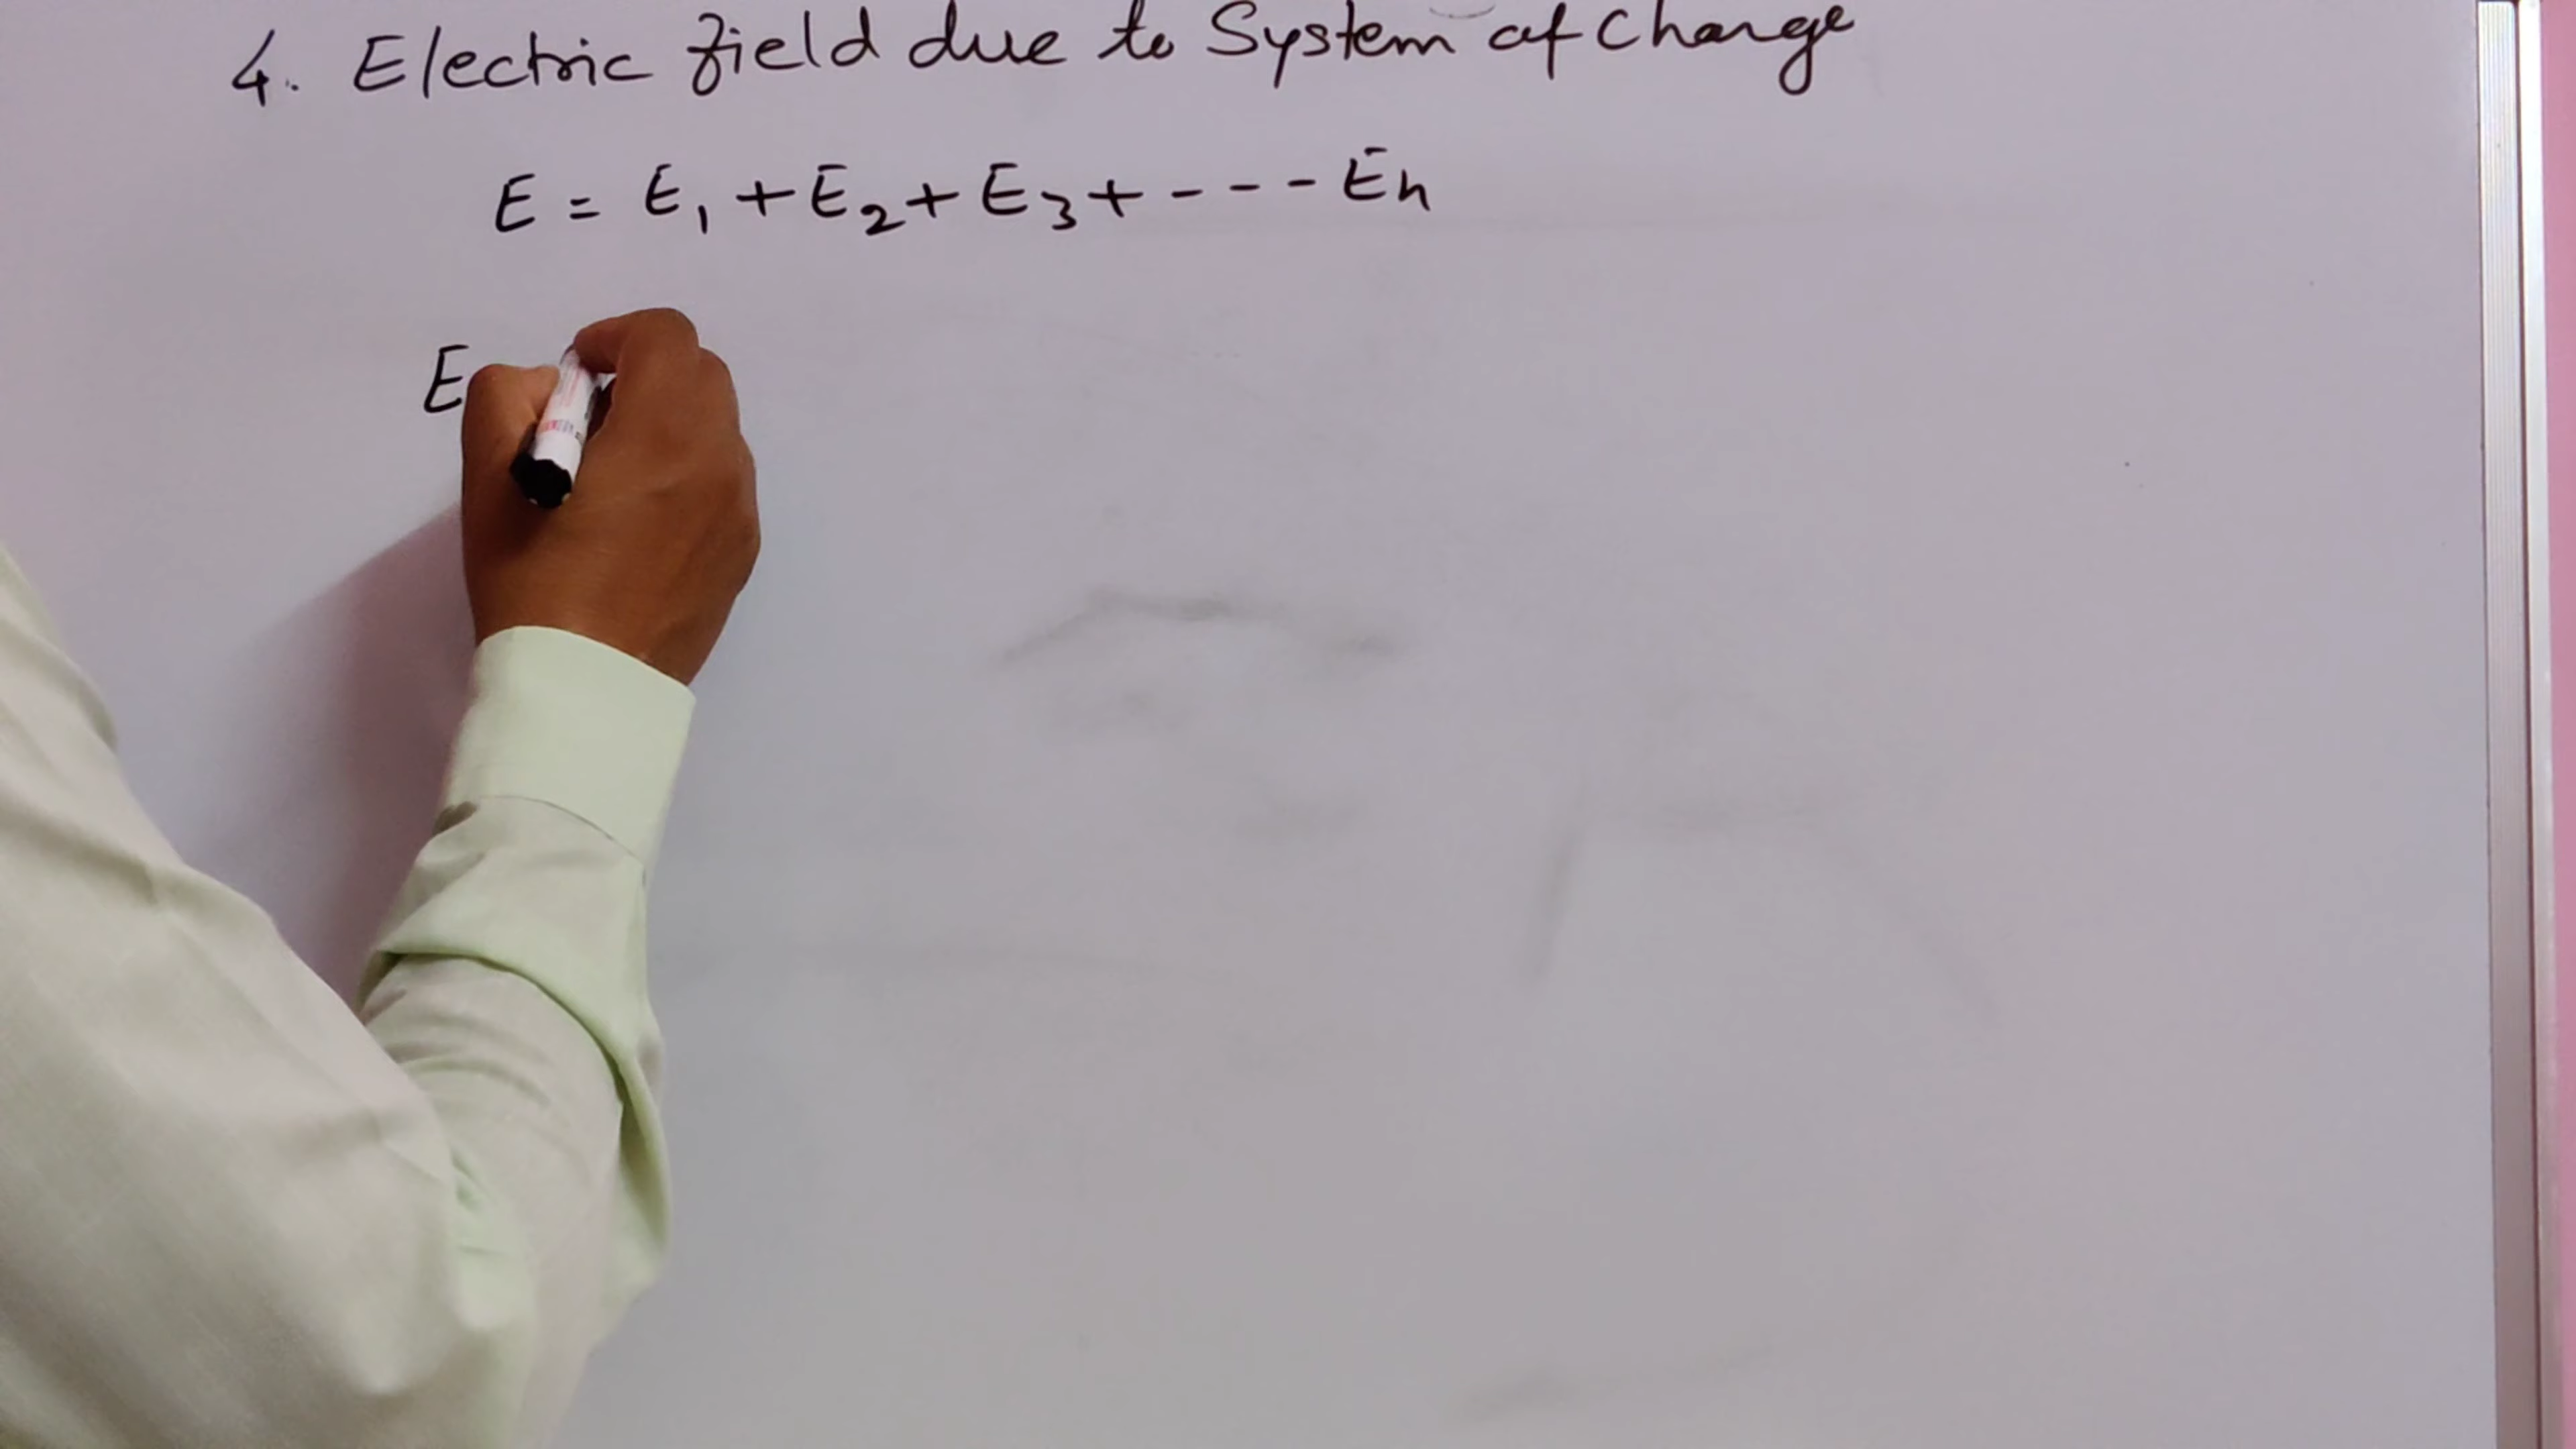 4. Electric field due to System of Charge
E = E1 + E2 + E3 + - - - - En
E